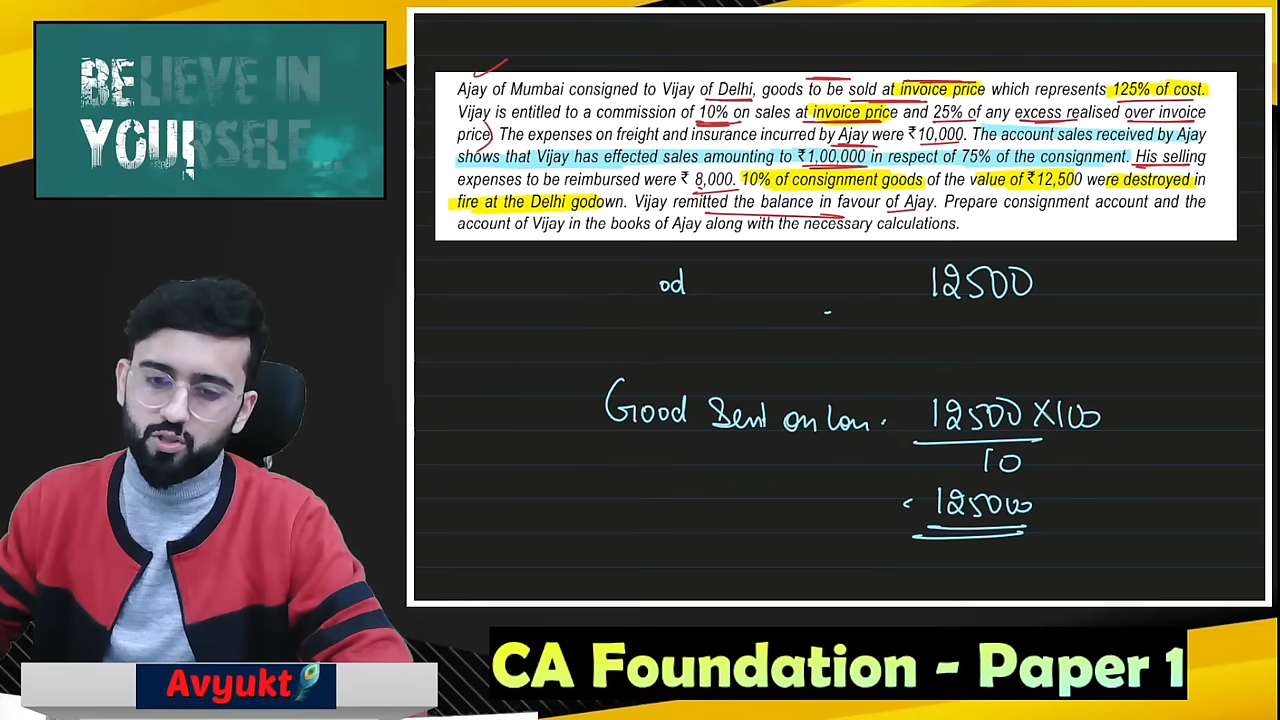 BELIEVE IN
YOURSELF...
Ajay of Mumbai consigned to Vijay of Delhi, goods to be sold at invoice price which represents 125% of cost.
Vijay is entitled to a commission of 10% on sales at invoice price and 25% of any excess realised over invoice
price. The expenses on freight and insurance incurred by Ajay were ₹10,000. The account sales received by Ajay
shows that Vijay has effected sales amounting to ₹1,00,000 in respect of 75% of the consignment. His selling
expenses to be reimbursed were ₹ 8,000. 10% of consignment goods of the value of ₹12,500 were destroyed in
fire at the Delhi godown. Vijay remitted the balance in favour of Ajay. Prepare consignment account and the
account of Vijay in the books of Ajay along with the necessary calculations.
od 12500
Good Sent on Con. 12500 X100
10
125000
Avyukt
CA Foundation - Paper 1